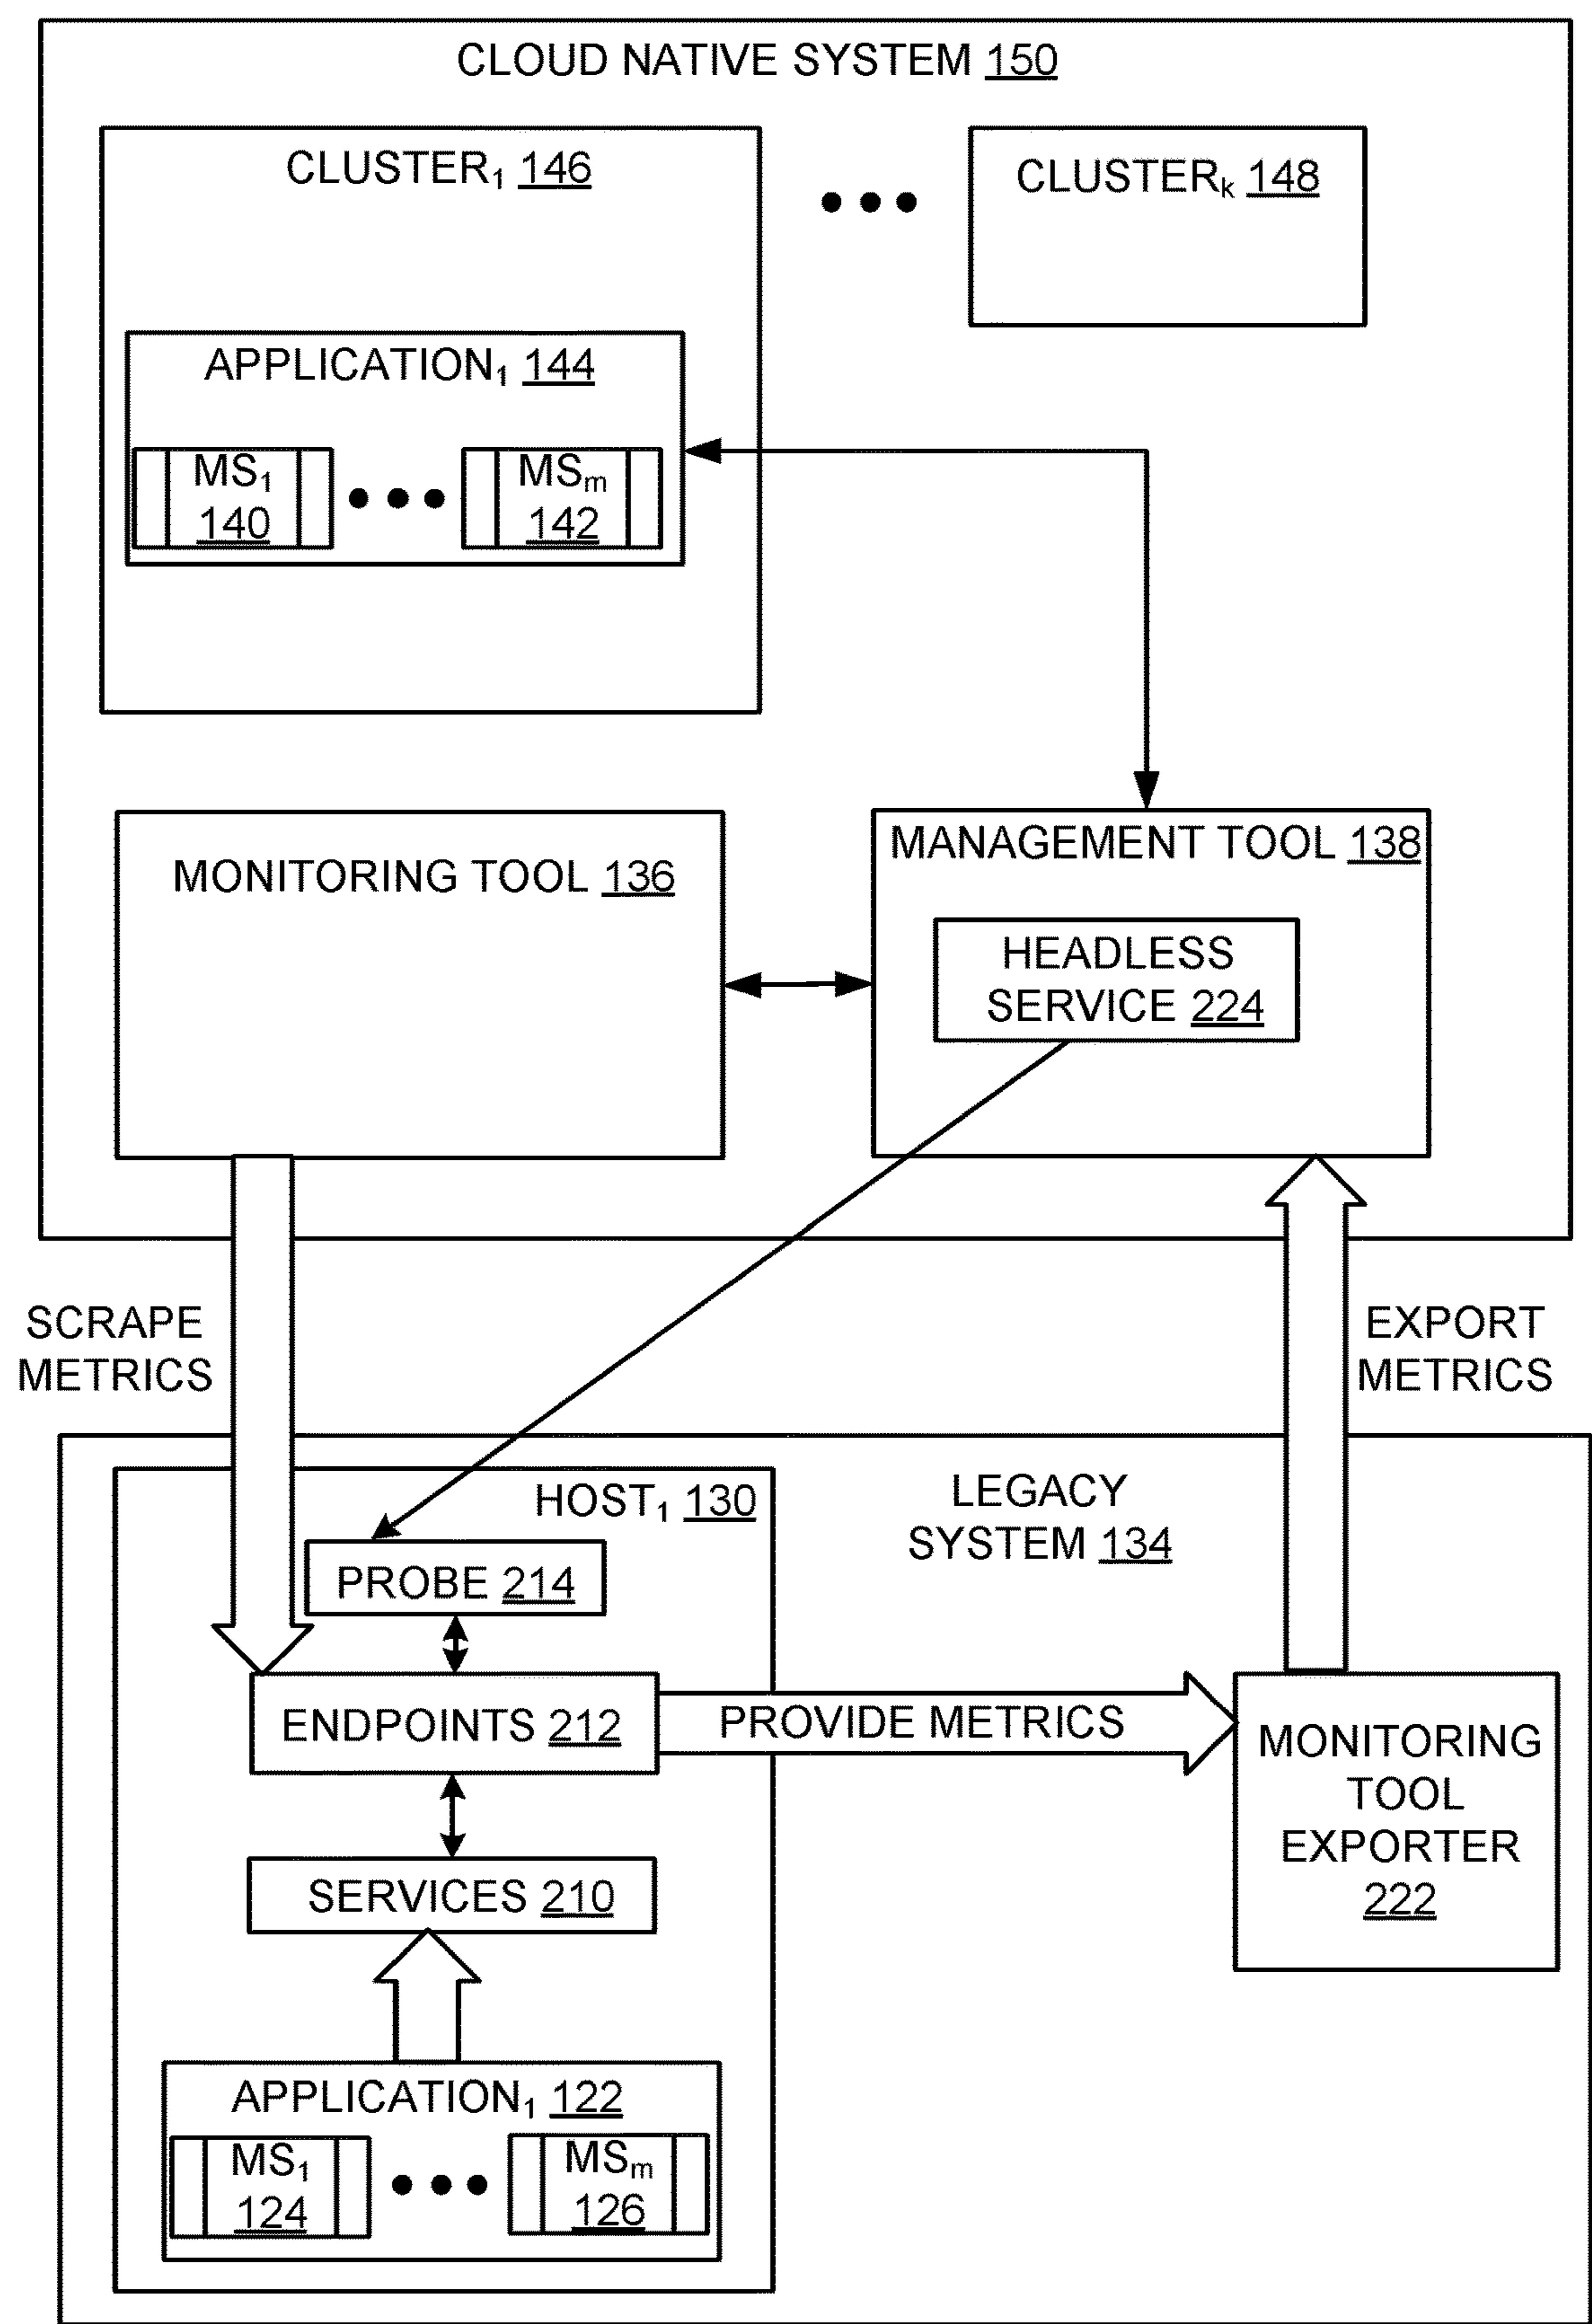 CLOUD NATIVE SYSTEM 150
CLUSTER₁ 146
CLUSTERₖ 148
APPLICATION₁ 144
MS₁
140
MSₘ
142
MONITORING TOOL 136
MANAGEMENT TOOL 138
HEADLESS
SERVICE 224
SCRAPE
METRICS
EXPORT
METRICS
HOST₁ 130
LEGACY
SYSTEM 134
PROBE 214
ENDPOINTS 212
PROVIDE METRICS
MONITORING
TOOL
EXPORTER
222
SERVICES 210
APPLICATION₁ 122
MS₁
124
MSₘ
126